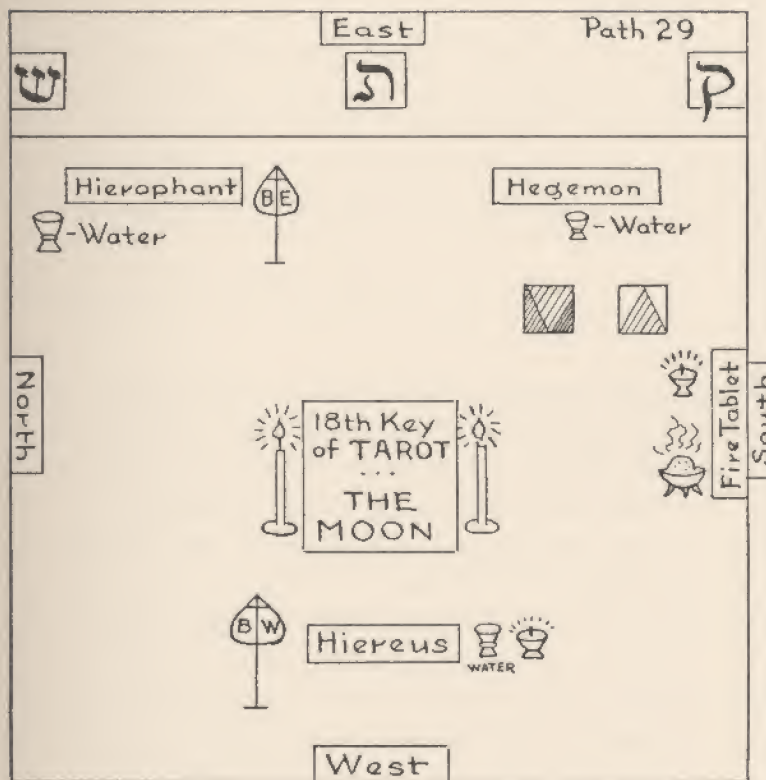 East
Path 29
ש
ת
ק
Hierophant
B E
Hegemon
-Water
-Water
North
Fire Tablet
South
18th Key
of TAROT
...
THE
MOON
B W
Hiereus
WATER
West